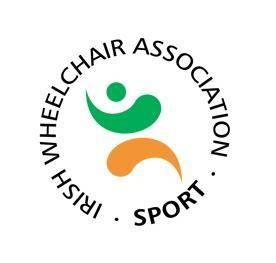 IRISH WHEELCHAIR ASSOCIATION
· SPORT ·